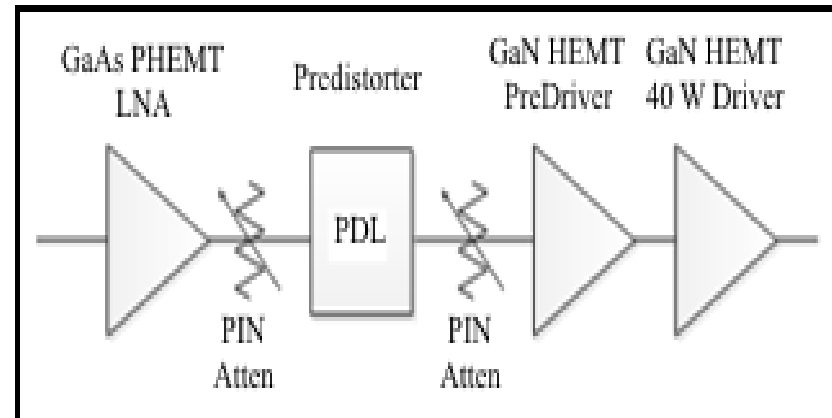 GaAs PHEMT
LNA
Predistorter
GaN HEMT
PreDriver
GaN HEMT
40 W Driver
PDL
PIN
Atten
PIN
Atten